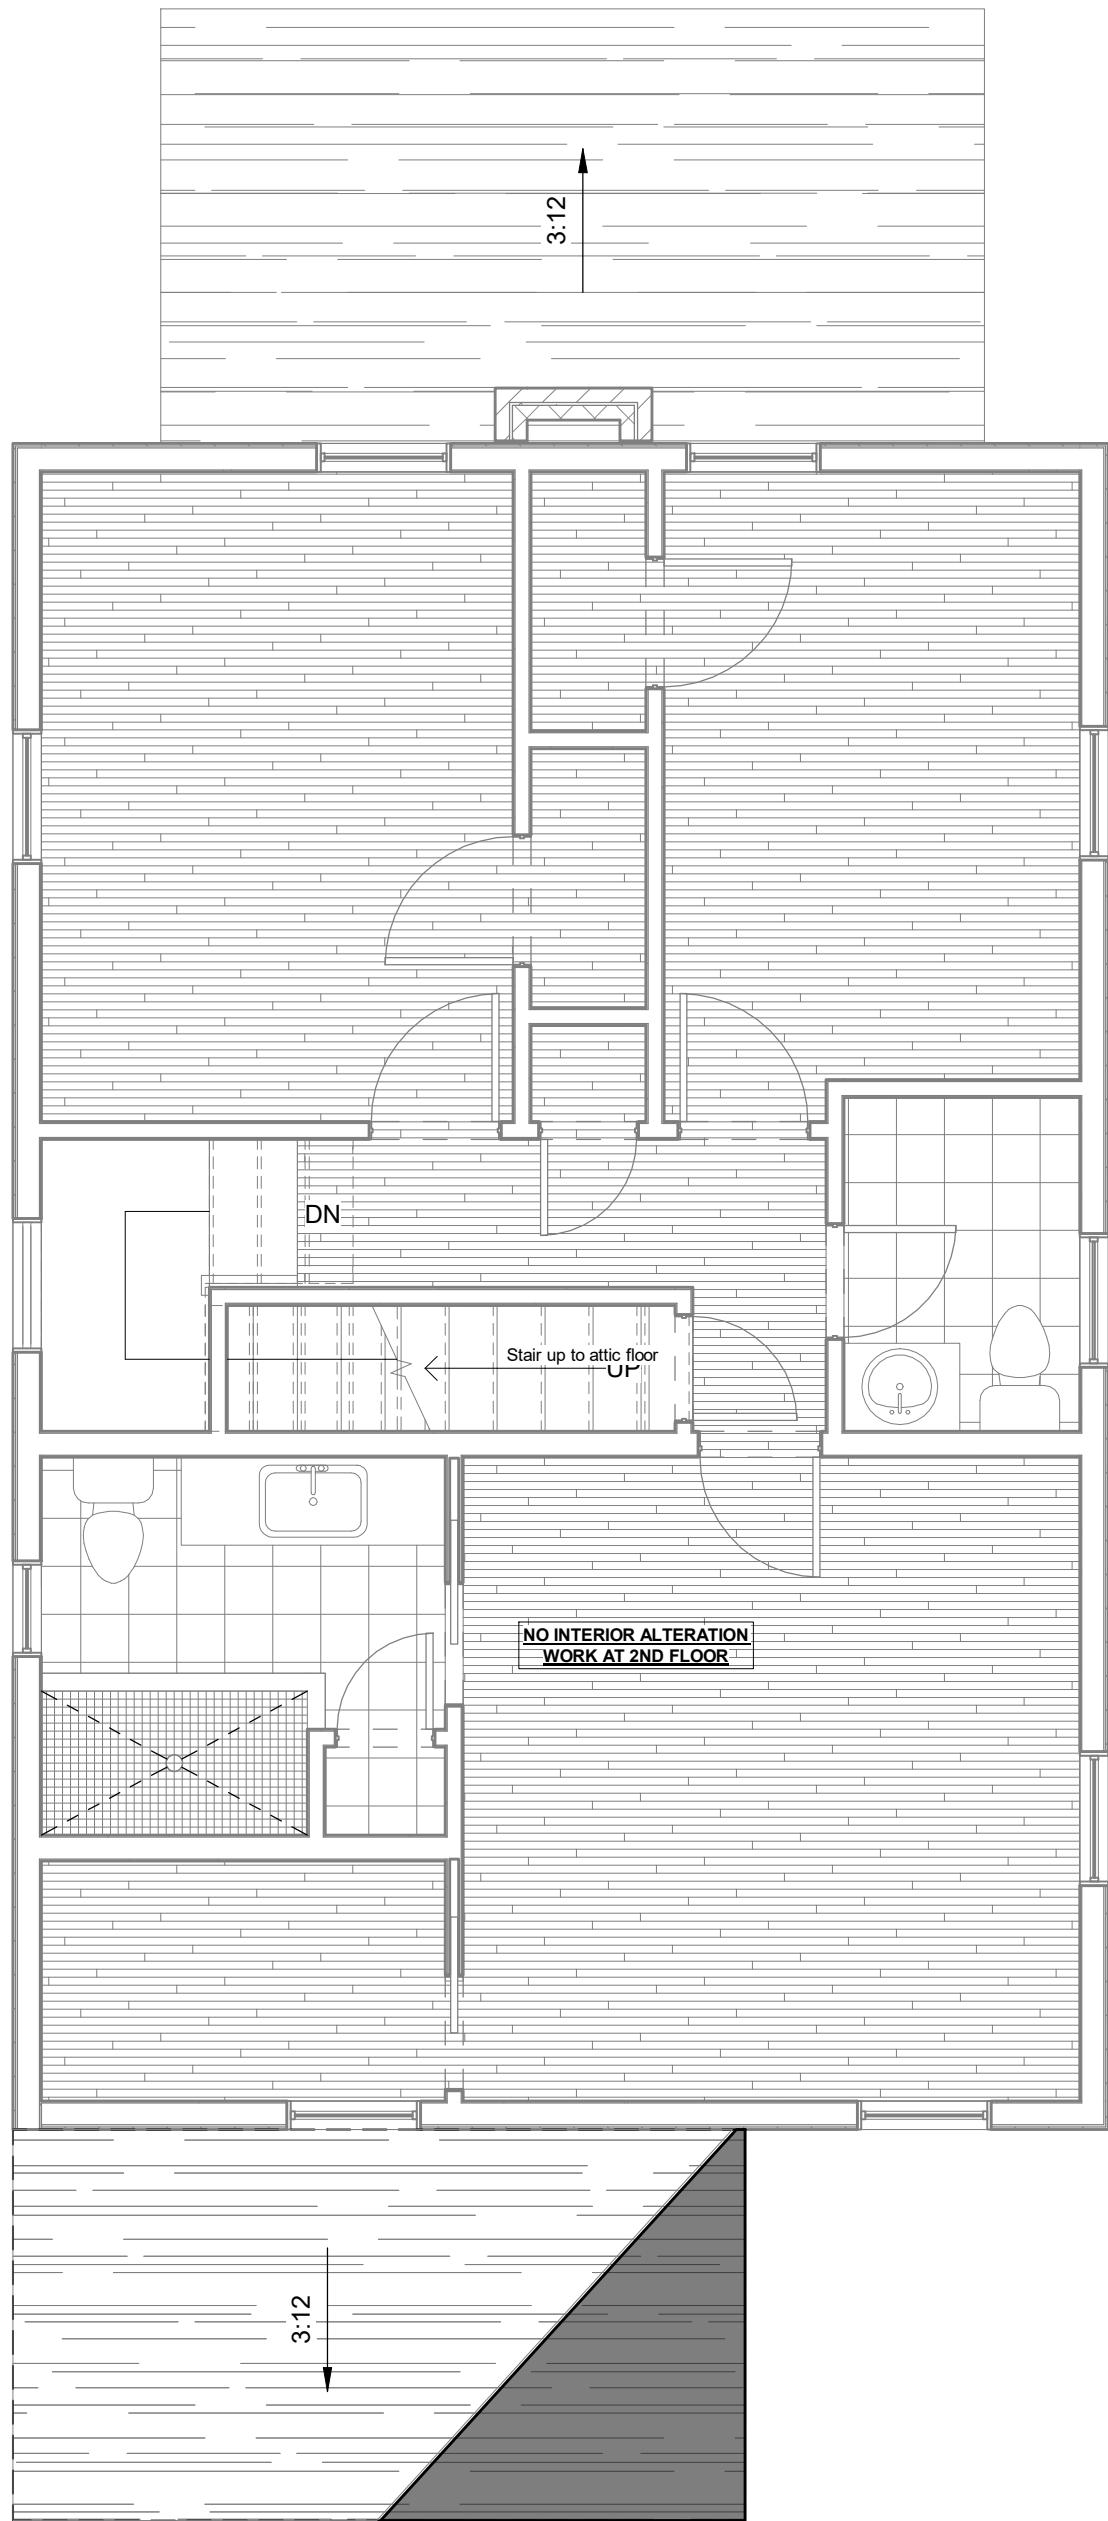 3:12
DN
Stair up to attic floor
UP
NO INTERIOR ALTERATION
WORK AT 2ND FLOOR
3:12